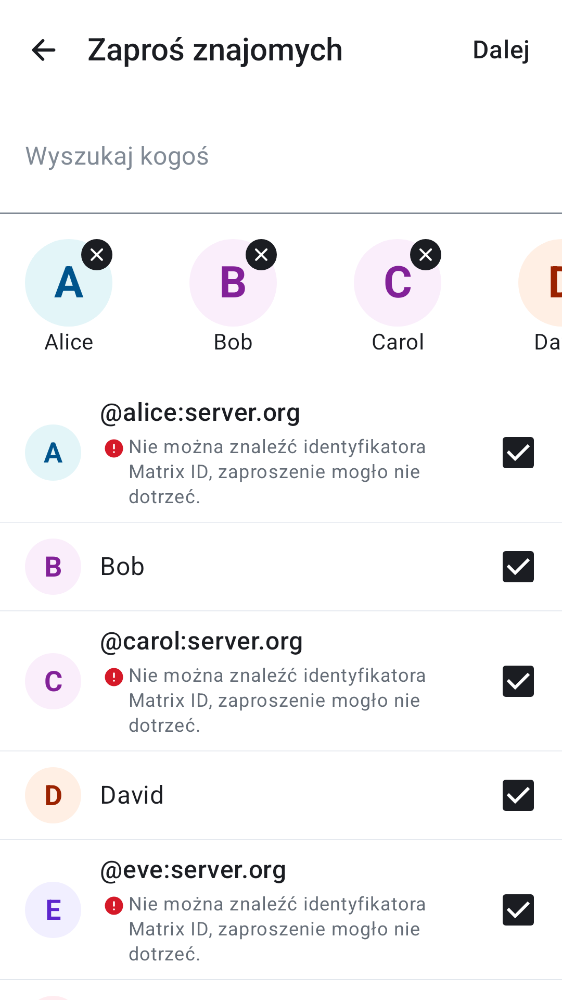 Zaproś znajomych
Dalej
Wyszukaj kogoś
A
B
C
Alice
Bob
Carol
Da
@alice:server.org
A
Nie można znaleźć identyfikatora
Matrix ID, zaproszenie mogło nie
dotrzeć.
B
Bob
@carol:server.org
C
Nie można znaleźć identyfikatora
Matrix ID, zaproszenie mogło nie
dotrzeć.
D
David
@eve:server.org
E
Nie można znaleźć identyfikatora
Matrix ID, zaproszenie mogło nie
dotrzeć.